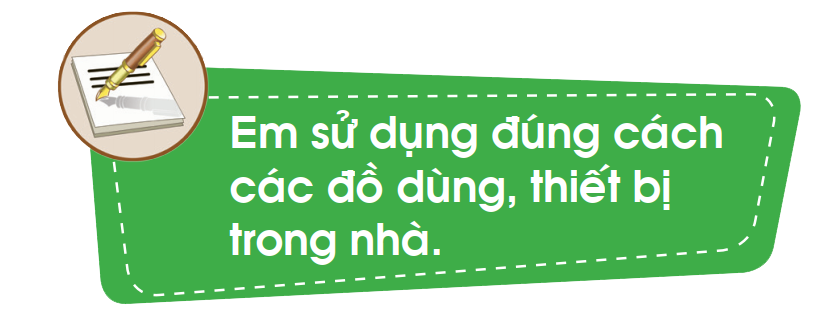 Em sử dụng đúng cách
các đồ dùng, thiết bị
trong nhà.